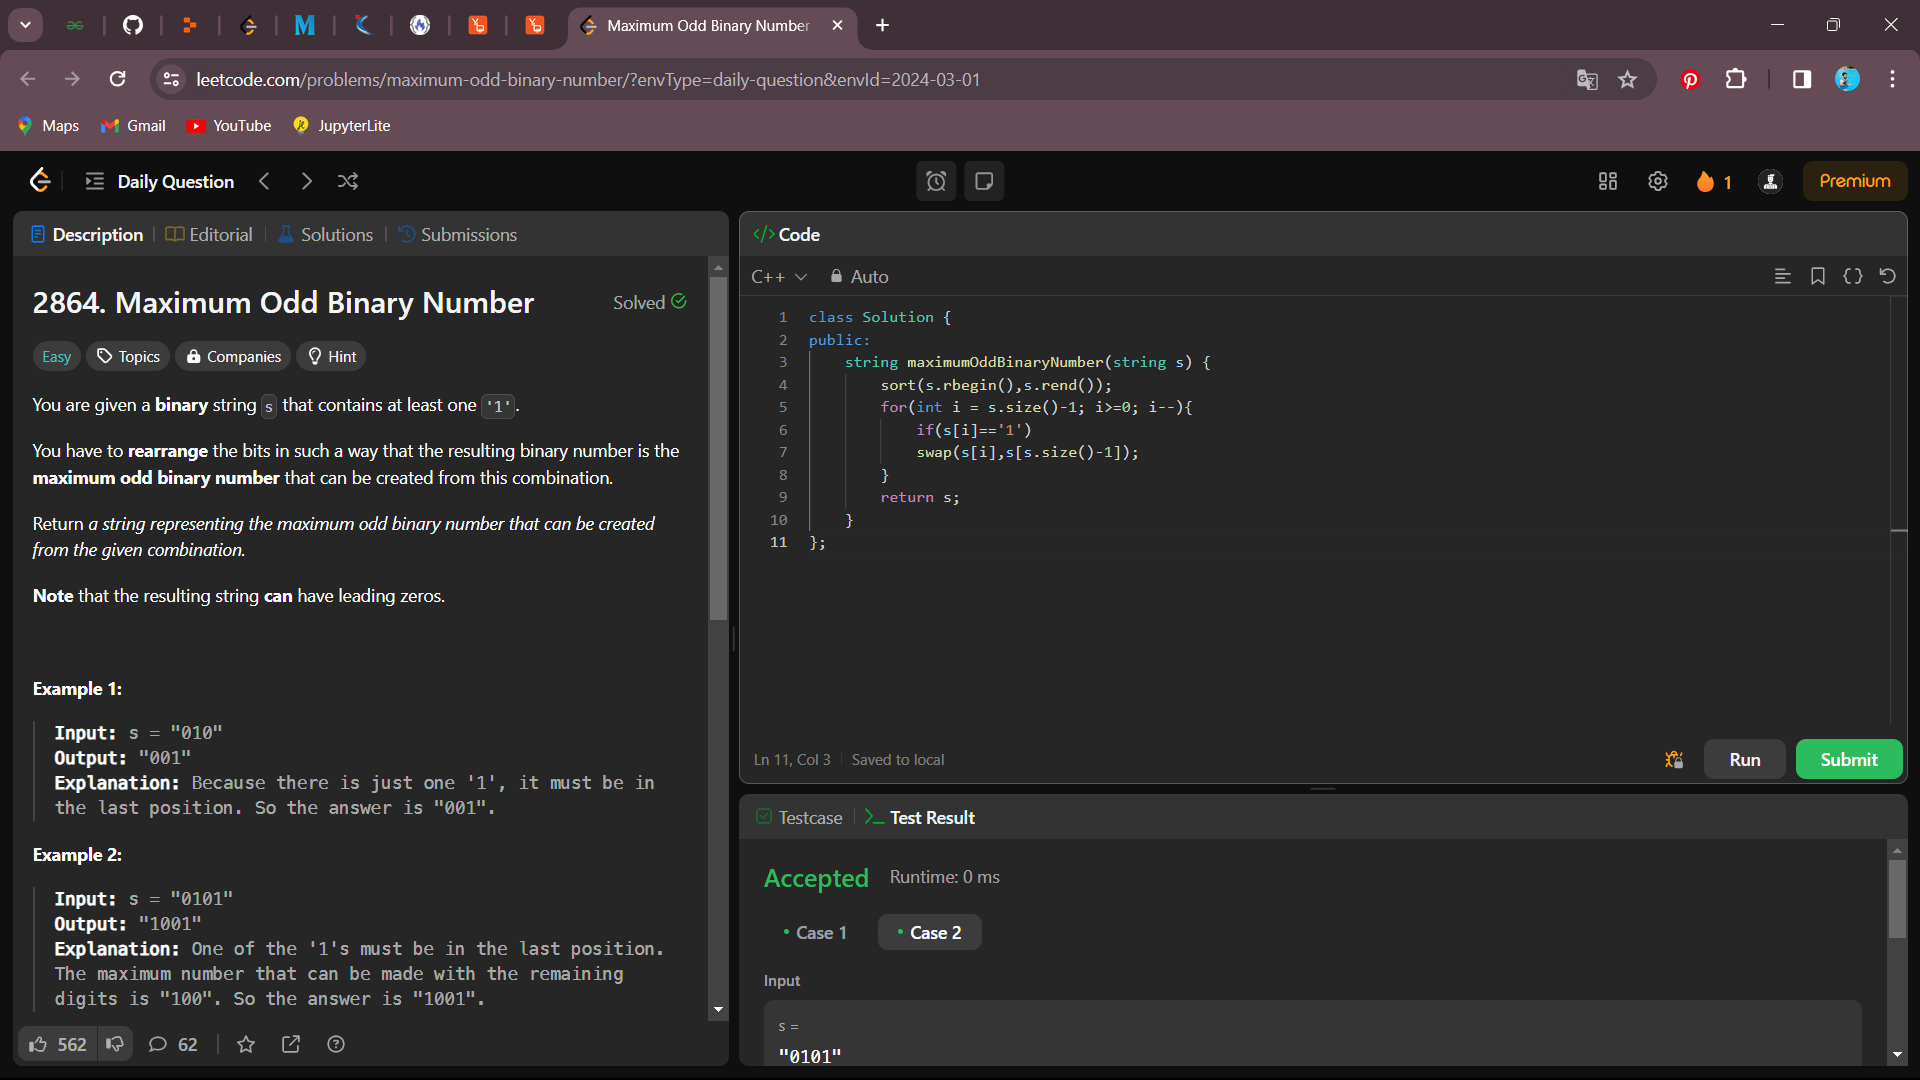 Maximum Odd Binary Number
leetcode.com/problems/maximum-odd-binary-number/?envType=daily-question&envId=2024-03-01
Maps Gmail YouTube JupyterLite
Daily Question
1
Premium
Description Editorial Solutions Submissions
2864. Maximum Odd Binary Number
Solved
Easy Topics Companies Hint
You are given a binary string s that contains at least one '1'.
You have to rearrange the bits in such a way that the resulting binary number is the
maximum odd binary number that can be created from this combination.
Return a string representing the maximum odd binary number that can be created
from the given combination.
Note that the resulting string can have leading zeros.
Example 1:
Input: s = "010"
Output: "001"
Explanation: Because there is just one '1', it must be in
the last position. So the answer is "001".
Example 2:
Input: s = "0101"
Output: "1001"
Explanation: One of the '1's must be in the last position.
The maximum number that can be made with the remaining
digits is "100". So the answer is "1001".
562 62
</> Code
C++ Auto
1 class Solution {
2 public:
3 string maximumOddBinaryNumber(string s) {
4 sort(s.rbegin(),s.rend());
5 for(int i = s.size()-1; i>=0; i--){
6 if(s[i]=='1')
7 swap(s[i],s[s.size()-1]);
8 }
9 return s;
10 }
11 };
Ln 11, Col 3 Saved to local
Run Submit
Testcase >_ Test Result
Accepted Runtime: 0 ms
Case 1 Case 2
Input
s =
"0101"